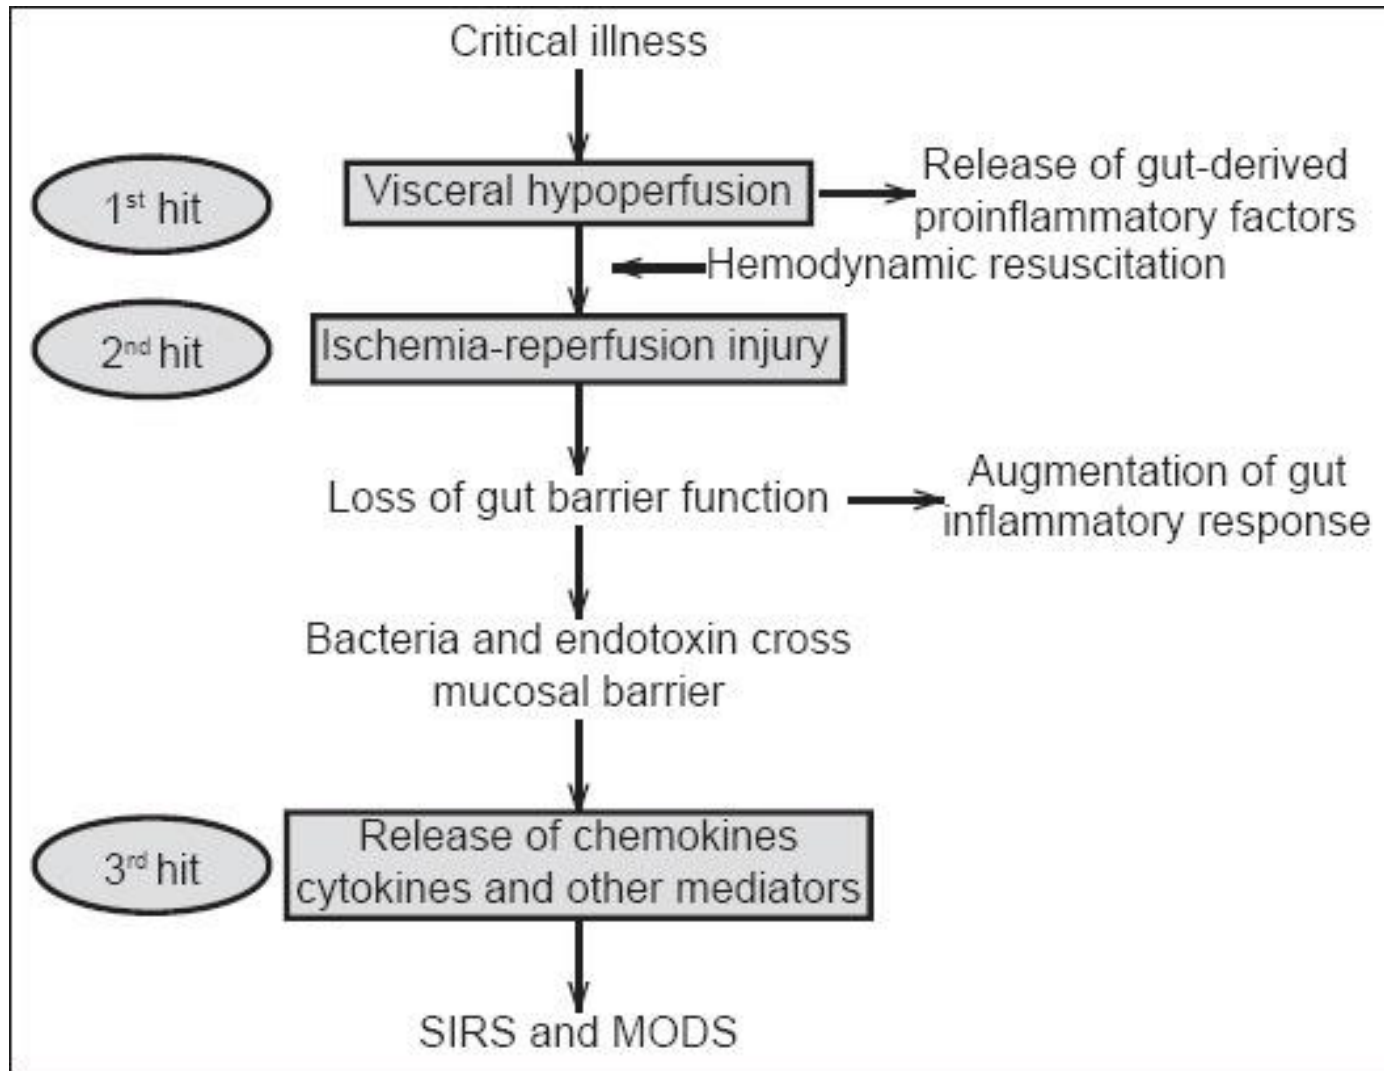 Critical illness
1st hit
Visceral hypoperfusion
Release of gut-derived
proinflammatory factors
Hemodynamic resuscitation
2nd hit
Ischemia-reperfusion injury
Loss of gut barrier function
Augmentation of gut
inflammatory response
Bacteria and endotoxin cross
mucosal barrier
3rd hit
Release of chemokines
cytokines and other mediators
SIRS and MODS